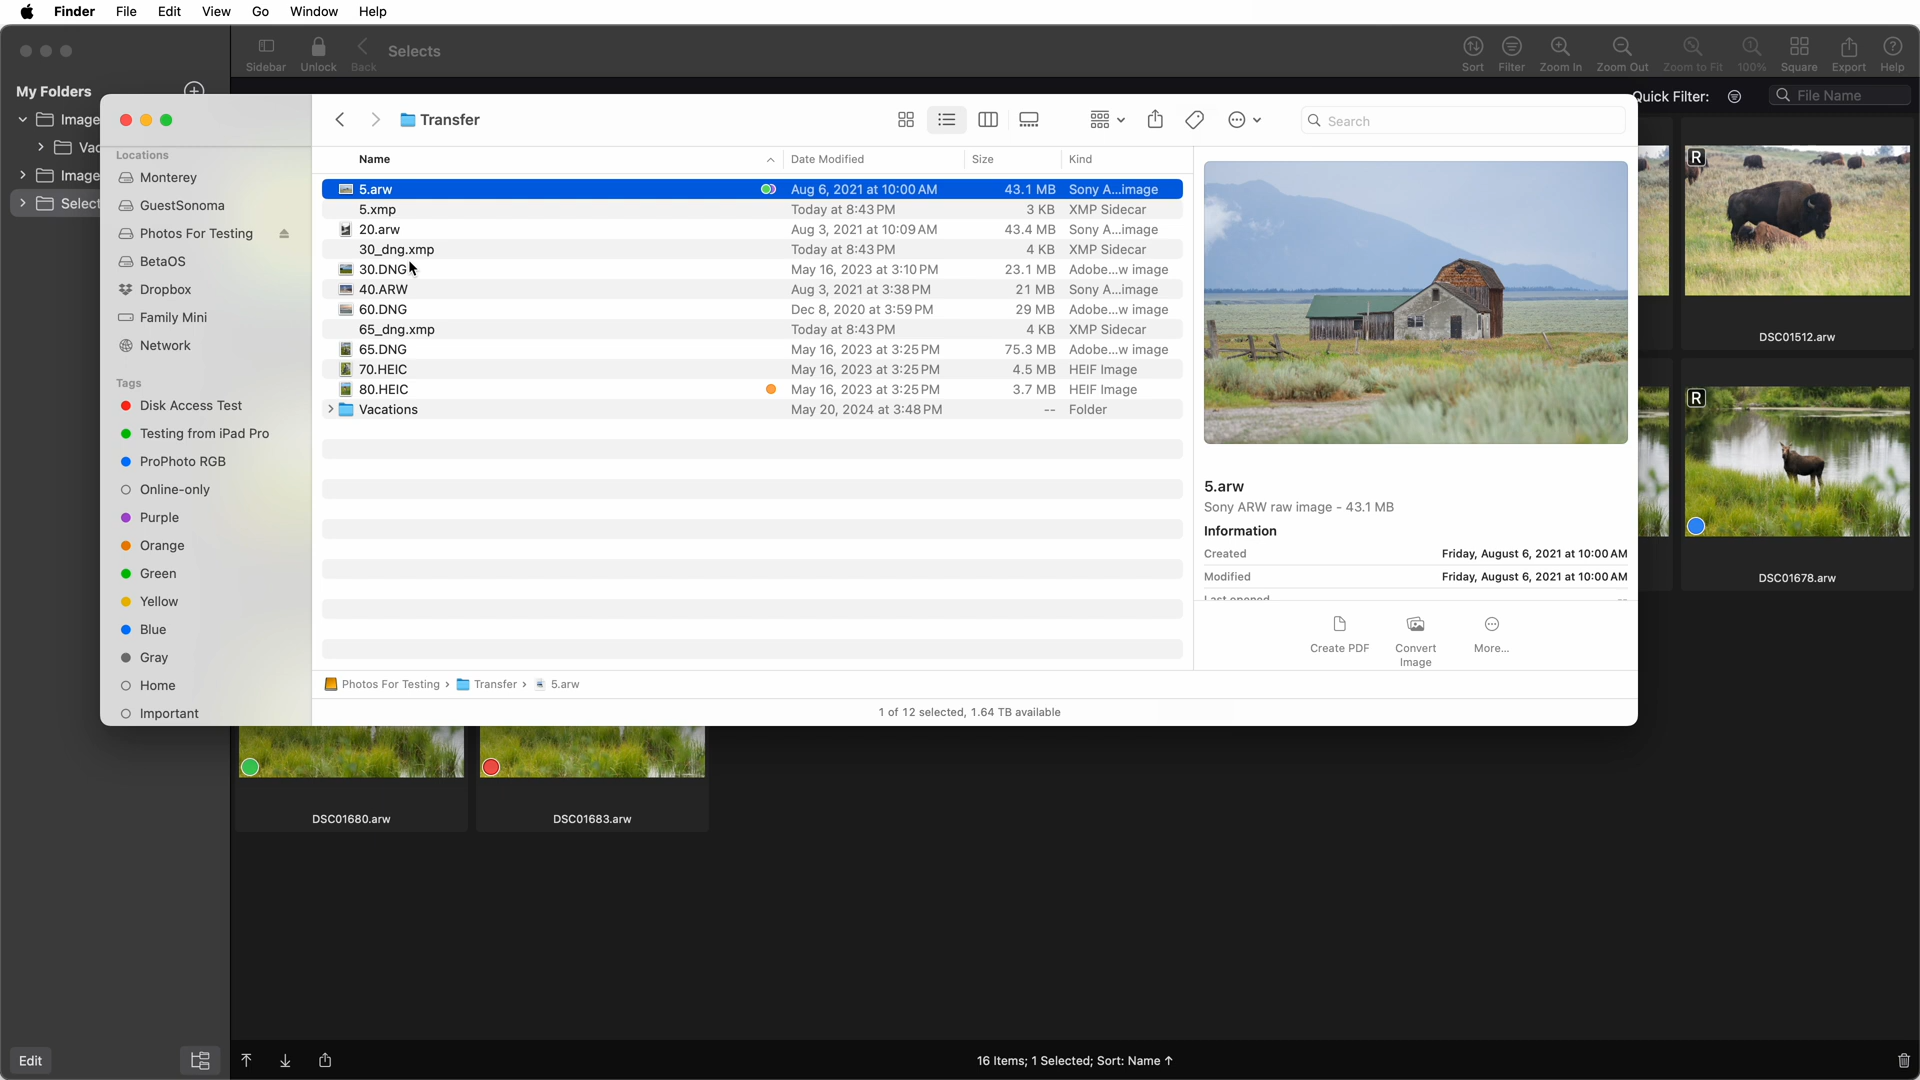 Finder File Edit View Go Window Help
Sidebar Unlock Back Selects Sort Filter Zoom In Zoom Out Zoom to Fit 100% Square Export Help
My Folders
Quick Filter: File Name
Image
Vac
Image
Select
Transfer
Search
Locations
Monterey
GuestSonoma
Photos For Testing
BetaOS
Dropbox
Family Mini
Network
Tags
Disk Access Test
Testing from iPad Pro
ProPhoto RGB
Online-only
Purple
Orange
Green
Yellow
Blue
Gray
Home
Important
Name Date Modified Size Kind
5.arw Aug 6, 2021 at 10:00 AM 43.1 MB Sony A...image
5.xmp Today at 8:43 PM 3 KB XMP Sidecar
20.arw Aug 3, 2021 at 10:09 AM 43.4 MB Sony A...image
30_dng.xmp Today at 8:43 PM 4 KB XMP Sidecar
30.DNG May 16, 2023 at 3:10 PM 23.1 MB Adobe...w image
40.ARW Aug 3, 2021 at 3:38 PM 21 MB Sony A...image
60.DNG Dec 8, 2020 at 3:59 PM 29 MB Adobe...w image
65_dng.xmp Today at 8:43 PM 4 KB XMP Sidecar
65.DNG May 16, 2023 at 3:25 PM 75.3 MB Adobe...w image
70.HEIC May 16, 2023 at 3:25 PM 4.5 MB HEIF Image
80.HEIC May 16, 2023 at 3:25 PM 3.7 MB HEIF Image
Vacations May 20, 2024 at 3:48 PM -- Folder
5.arw
Sony ARW raw image - 43.1 MB
Information
Created Friday, August 6, 2021 at 10:00 AM
Modified Friday, August 6, 2021 at 10:00 AM
Last opened --
Create PDF
Convert Image
More...
Photos For Testing › Transfer › 5.arw
1 of 12 selected, 1.64 TB available
R
DSC01512.arw
R
DSC01678.arw
DSC01680.arw
DSC01683.arw
Edit
16 Items; 1 Selected; Sort: Name ↑